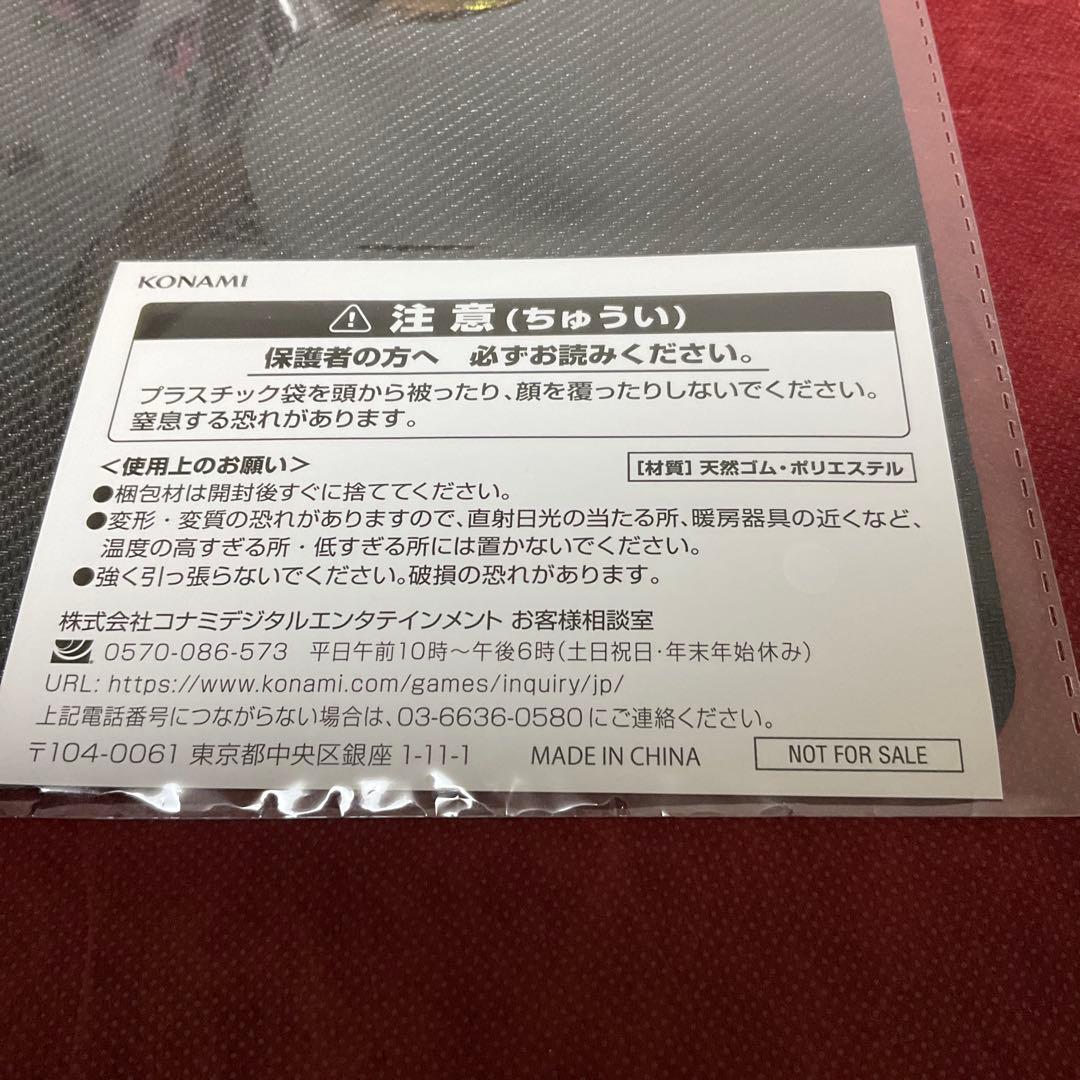 KONAMI
注意(ちゅうい)
保護者の方へ 必ずお読みください。
プラスチック袋を頭から被ったり、顔を覆ったりしないでください。
窒息する恐れがあります。
<使用上のお願い>
[材質] 天然ゴム・ポリエステル
●梱包材は開封後すぐに捨ててください。
●変形・変質の恐れがありますので、直射日光の当たる所、暖房器具の近くなど、
温度の高すぎる所・低すぎる所には置かないでください。
●強く引っ張らないでください。破損の恐れがあります。
株式会社コナミデジタルエンタテインメント お客様相談室
0570-086-573 平日午前10時～午後6時(土日祝日・年末年始休み)
URL: https://www.konami.com/games/inquiry/jp/
上記電話番号につながらない場合は、03-6636-0580にご連絡ください。
〒104-0061 東京都中央区銀座 1-11-1 MADE IN CHINA NOT FOR SALE